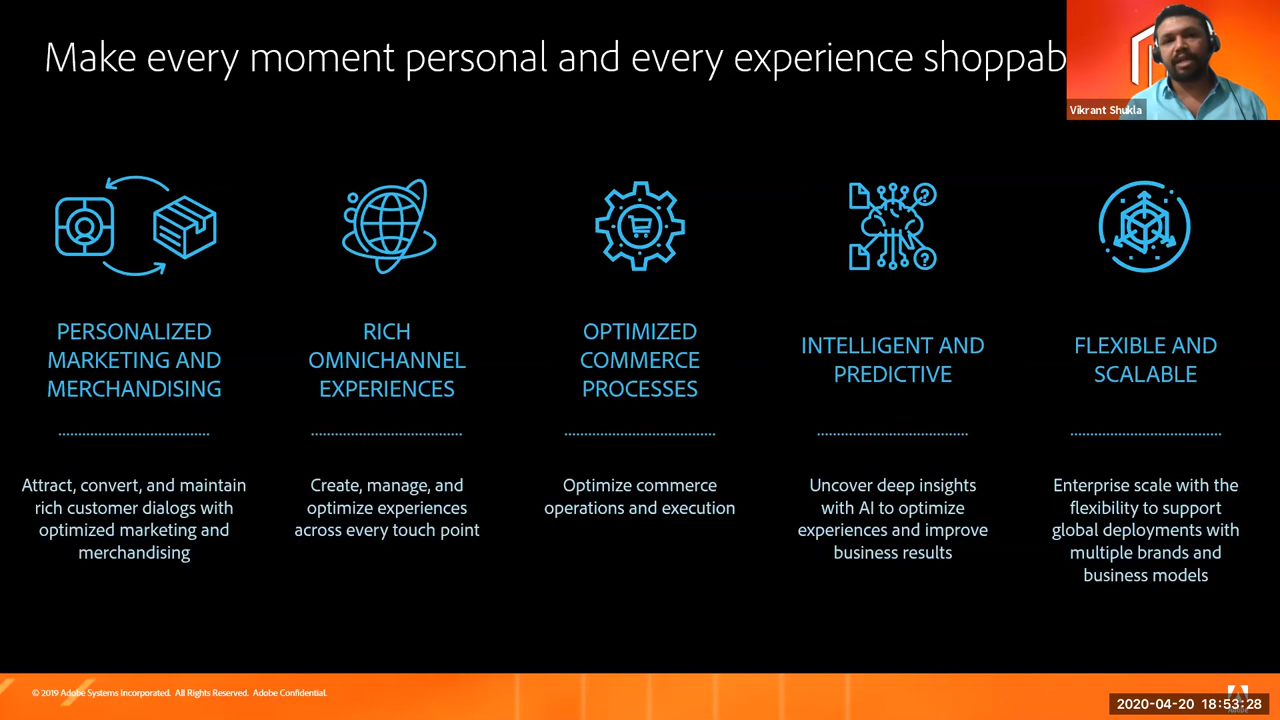 Make every moment personal and every experience shoppab
Vikrant Shukla
PERSONALIZED
MARKETING AND
MERCHANDISING
Attract, convert, and maintain
rich customer dialogs with
optimized marketing and
merchandising
RICH
OMNICHANNEL
EXPERIENCES
Create, manage, and
optimize experiences
across every touch point
OPTIMIZED
COMMERCE
PROCESSES
Optimize commerce
operations and execution
INTELLIGENT AND
PREDICTIVE
Uncover deep insights
with AI to optimize
experiences and improve
business results
FLEXIBLE AND
SCALABLE
Enterprise scale with the
flexibility to support
global deployments with
multiple brands and
business models
© 2019 Adobe Systems Incorporated. All Rights Reserved. Adobe Confidential.
2020-04-20 18:53:28